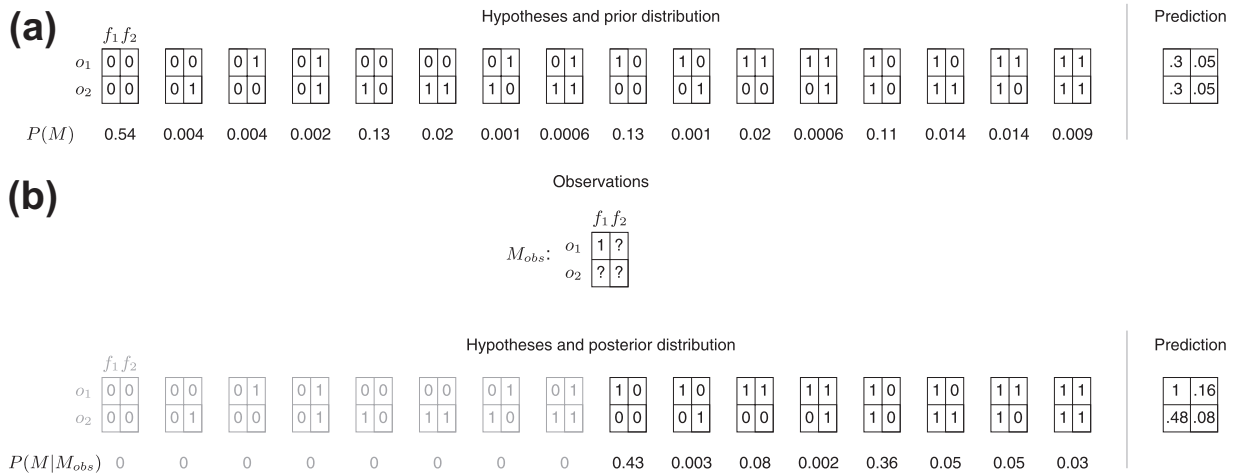 (a)
Hypotheses and prior distribution Prediction
f1 f2
o1 0 0 0 0 0 1 0 1 0 0 0 0 0 1 0 1 1 0 1 0 1 1 1 1 1 0 1 0 1 1 1 1 .3 .05
o2 0 0 0 1 0 0 0 1 1 0 1 1 1 0 1 1 0 0 0 1 0 0 0 1 1 0 1 1 1 0 1 1 .3 .05
P(M) 0.54 0.004 0.004 0.002 0.13 0.02 0.001 0.0006 0.13 0.001 0.02 0.0006 0.11 0.014 0.014 0.009
(b)
Observations
f1 f2
Mobs: o1 1 ?
o2 ? ?
Hypotheses and posterior distribution Prediction
f1 f2
o1 0 0 0 0 0 1 0 1 0 0 0 0 0 1 0 1 1 0 1 0 1 1 1 1 1 0 1 0 1 1 1 1 1 .16
o2 0 0 0 1 0 0 0 1 1 0 1 1 1 0 1 1 0 0 0 1 0 0 0 1 1 0 1 1 1 0 1 1 .48 .08
P(M|Mobs) 0 0 0 0 0 0 0 0 0.43 0.003 0.08 0.002 0.36 0.05 0.05 0.03